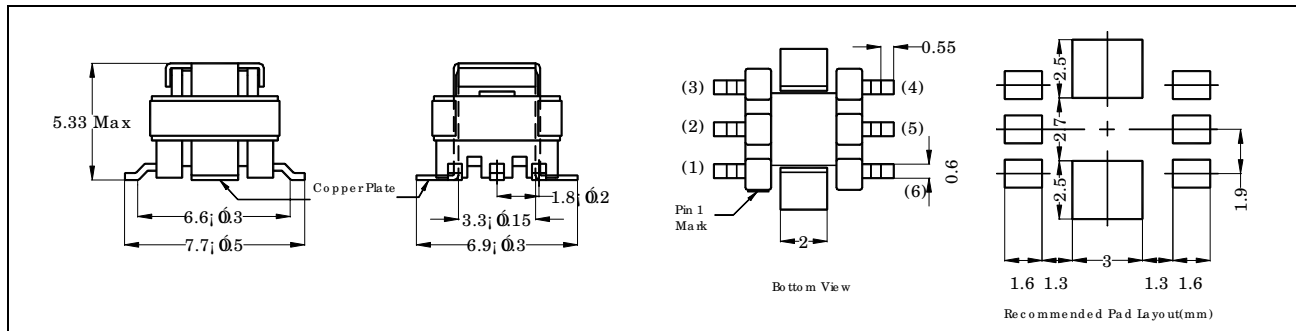 5.33 Max
Copper Plate
6.6¡Ó0.3
7.7¡Ó0.5
1.8¡Ó0.2
3.3¡Ó0.15
6.9¡Ó0.3
0.55
(3)
(4)
(2)
(5)
(1)
(6)
0.6
Pin 1
Mark
2
Bottom View
2.5
2.7
2.5
1.9
3
1.6
1.3
1.3
1.6
Recommended Pad Layout(mm)